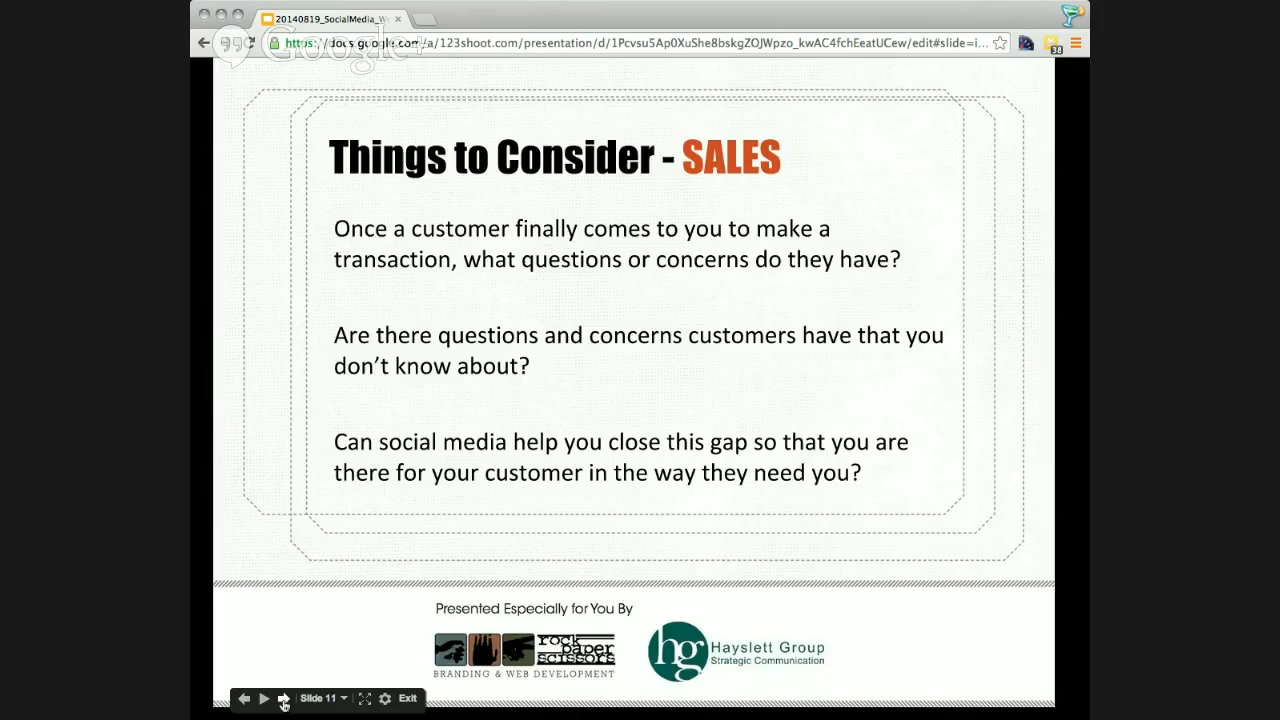 20140819_SocialMedia_We
https://docs.google.com/a/123shoot.com/presentation/d/1Pcvsu5Ap0XuShe8bskgZOJWpzo_kwAC4fchEeatUCew/edit#slide=i...
Google+
38
Things to Consider - SALES
Once a customer finally comes to you to make a
transaction, what questions or concerns do they have?
Are there questions and concerns customers have that you
don’t know about?
Can social media help you close this gap so that you are
there for your customer in the way they need you?
Presented Especially for You By
rock
paper
scissors
BRANDING & WEB DEVELOPMENT
hg
Hayslett Group
Strategic Communication
Slide 11
Exit